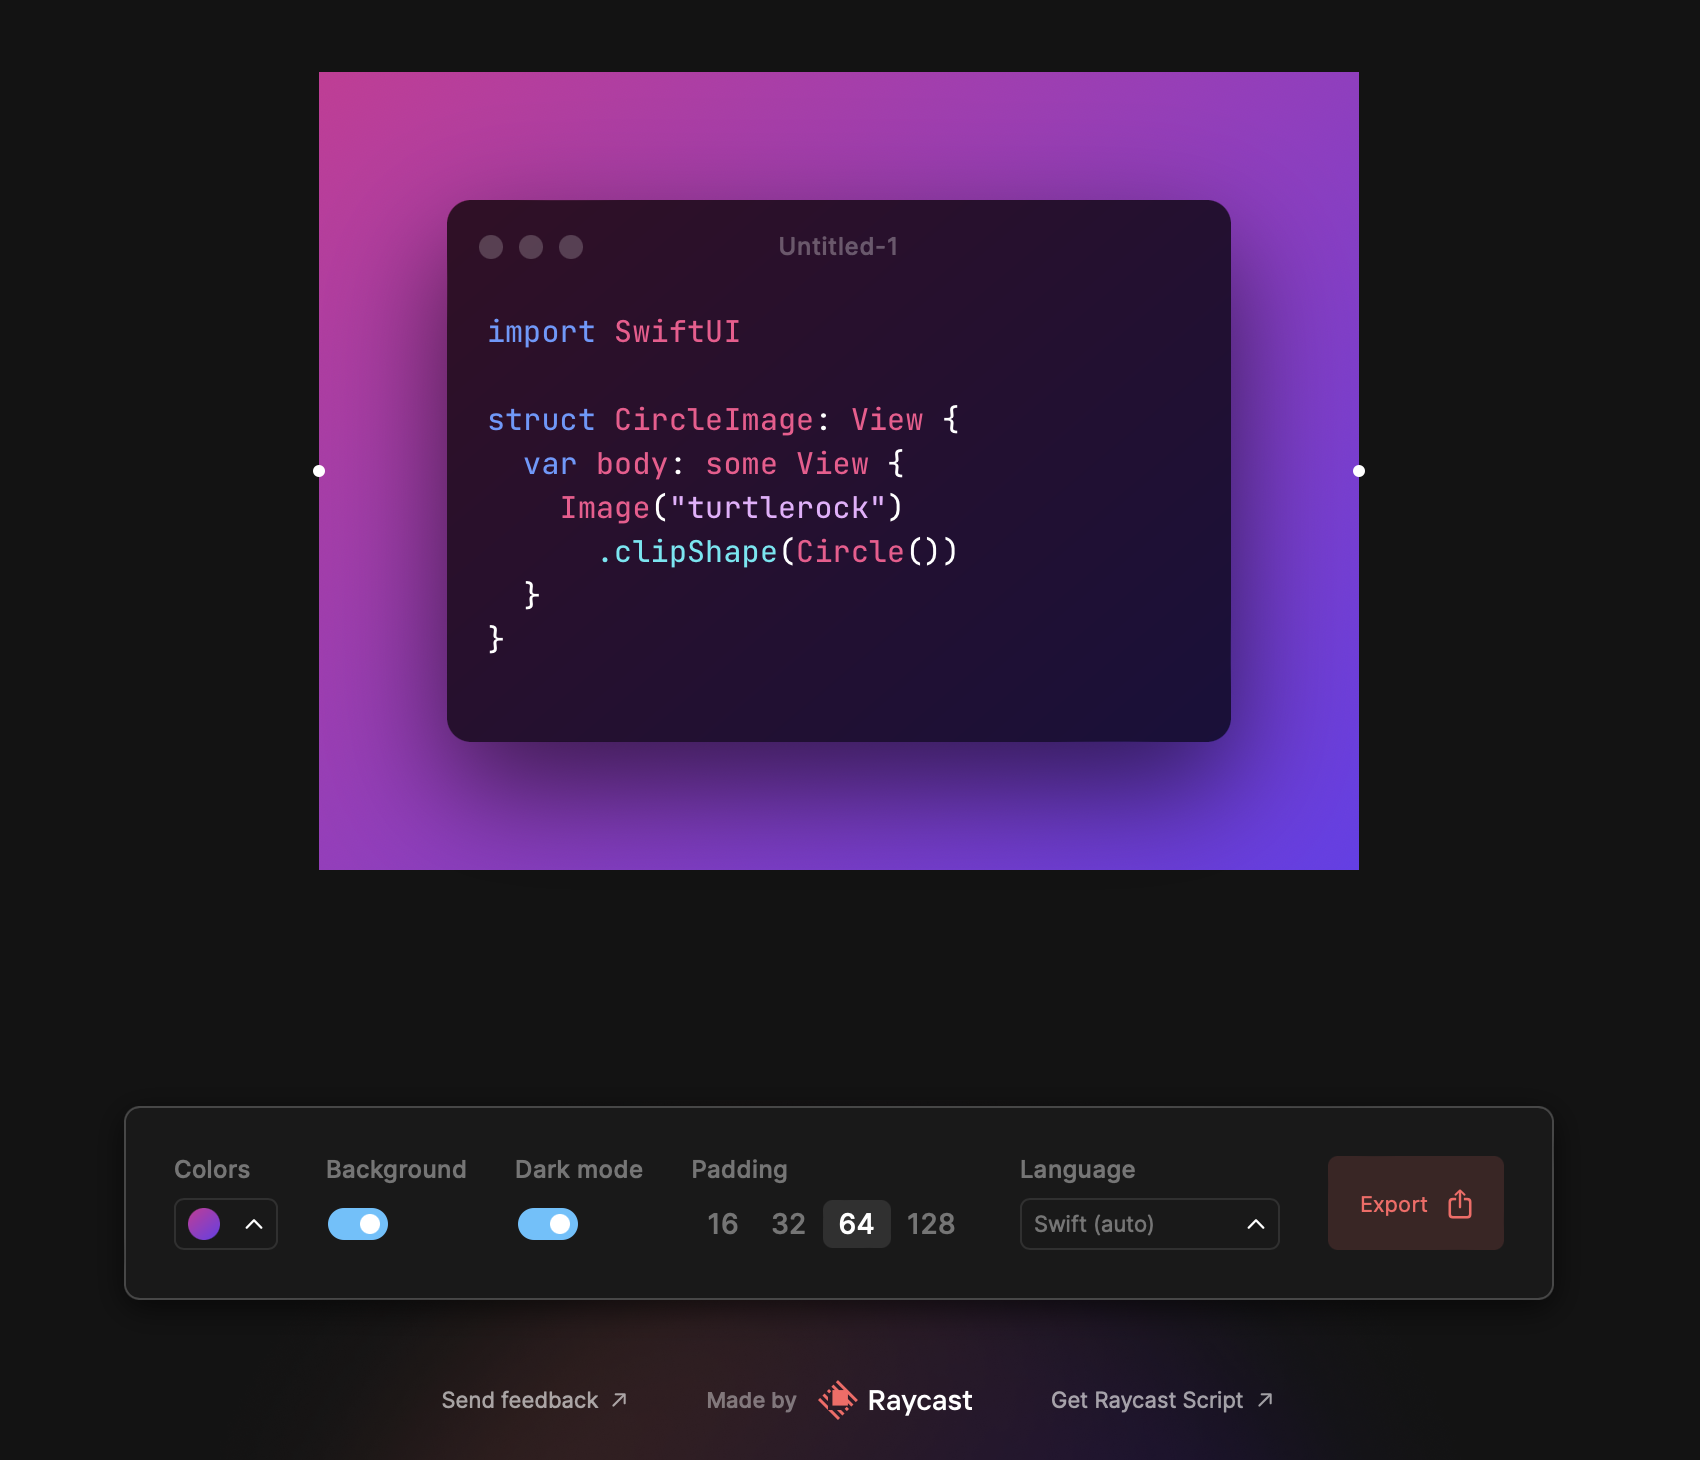 Untitled-1
import SwiftUI
struct CircleImage: View {
  var body: some View {
    Image("turtlerock")
      .clipShape(Circle())
  }
}
Colors Background Dark mode Padding Language
16 32 64 128 Swift (auto) Export
Send feedback Made by Raycast Get Raycast Script